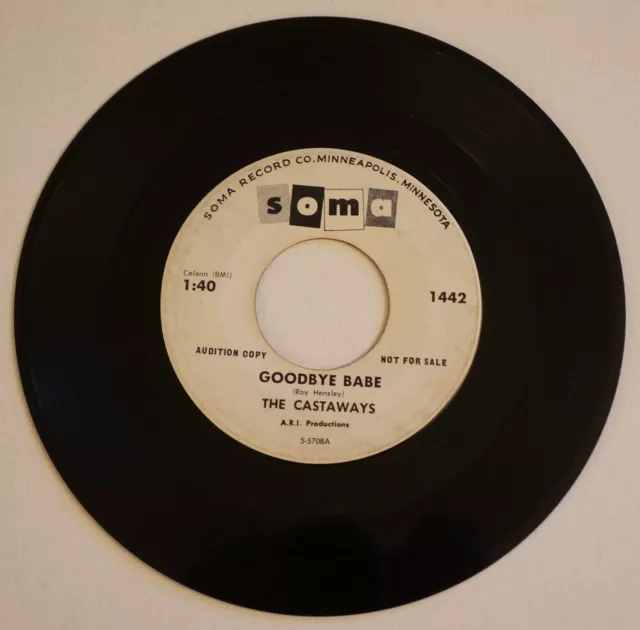 SOMA RECORD CO. MINNEAPOLIS, MINNESOTA
soma
Celann (BMI)
1:40
1442
AUDITION COPY
NOT FOR SALE
GOODBYE BABE
(Roy Hensley)
THE CASTAWAYS
A.R.I. Productions
5-5708A